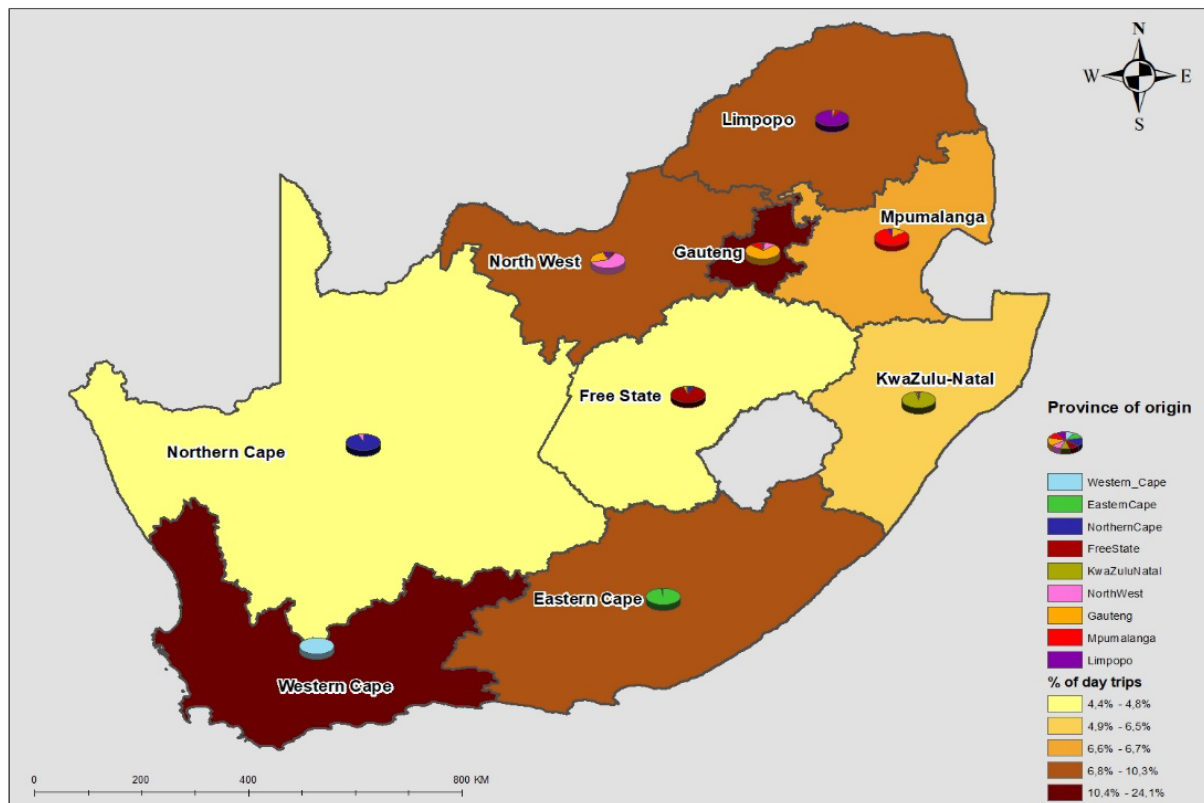 N
W
E
S
Limpopo
Mpumalanga
Gauteng
North West
KwaZulu-Natal
Free State
Northern Cape
Eastern Cape
Western Cape
Province of origin
Western_Cape
EasternCape
NorthernCape
FreeState
KwaZuluNatal
NorthWest
Gauteng
Mpumalanga
Limpopo
% of day trips
4,4% - 4,8%
4,9% - 6,5%
6,6% - 6,7%
6,8% - 10,3%
10,4% - 24,1%
0 200 400 800 KM